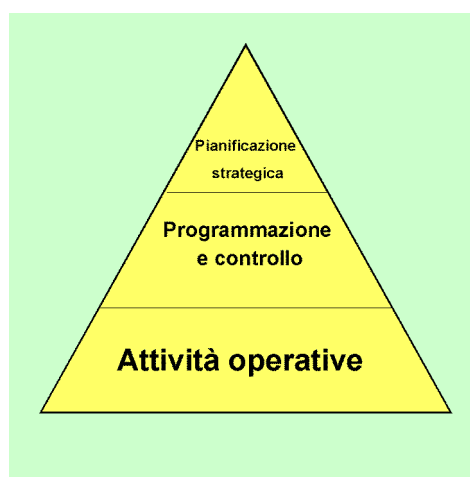 Pianificazione
strategica
Programmazione
e controllo
Attività operative